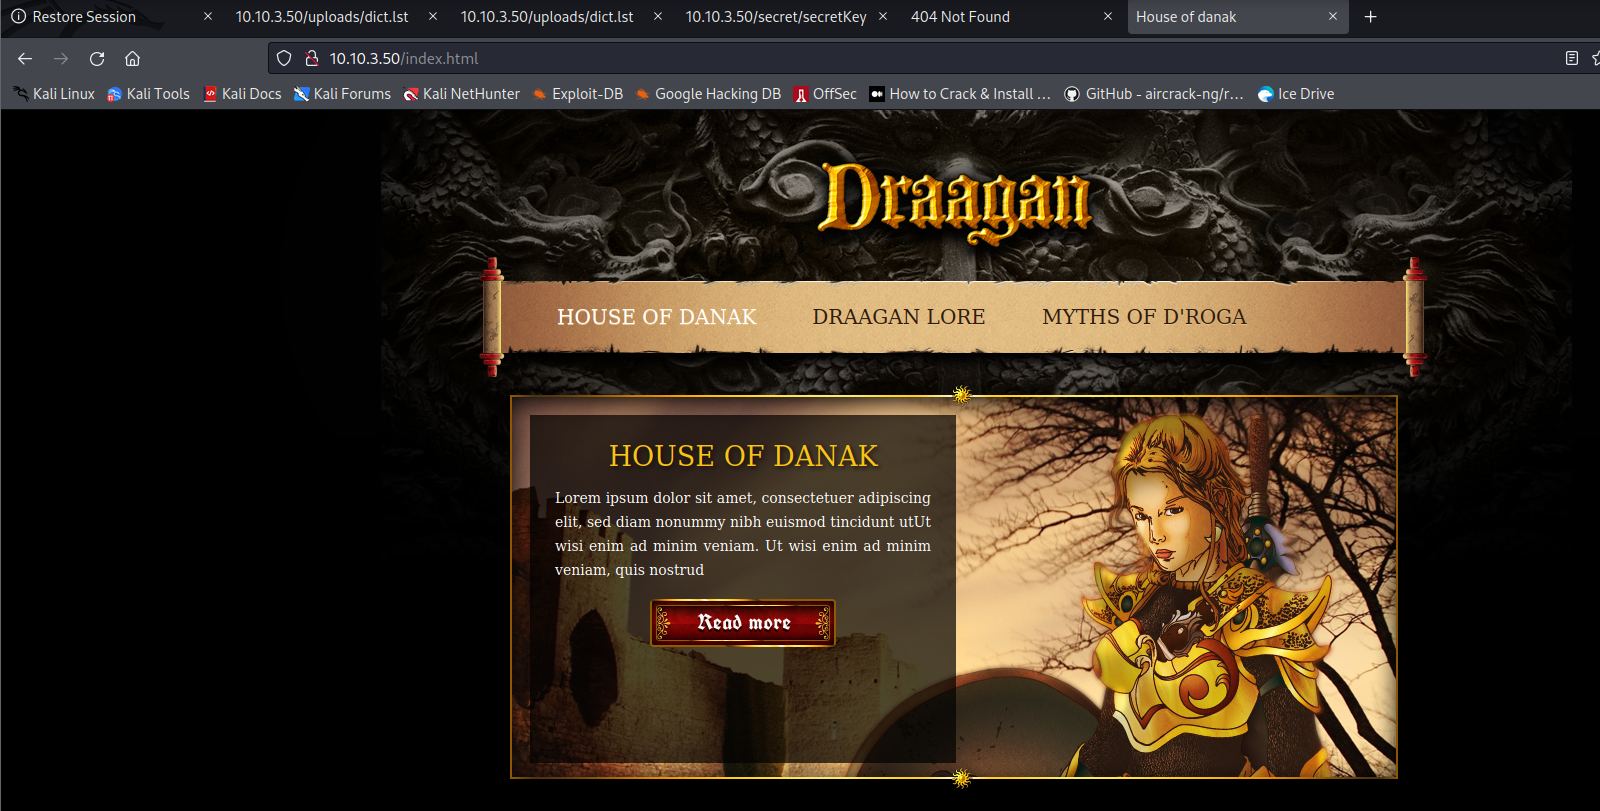 Restore Session
10.10.3.50/uploads/dict.lst
10.10.3.50/uploads/dict.lst
10.10.3.50/secret/secretKey
404 Not Found
House of danak
10.10.3.50/index.html
Kali Linux
Kali Tools
Kali Docs
Kali Forums
Kali NetHunter
Exploit-DB
Google Hacking DB
OffSec
How to Crack & Install …
GitHub - aircrack-ng/r…
Ice Drive
Draagan
HOUSE OF DANAK
DRAAGAN LORE
MYTHS OF D'ROGA
HOUSE OF DANAK
Lorem ipsum dolor sit amet, consectetuer adipiscing
elit, sed diam nonummy nibh euismod tincidunt utUt
wisi enim ad minim veniam. Ut wisi enim ad minim
veniam, quis nostrud
Read more